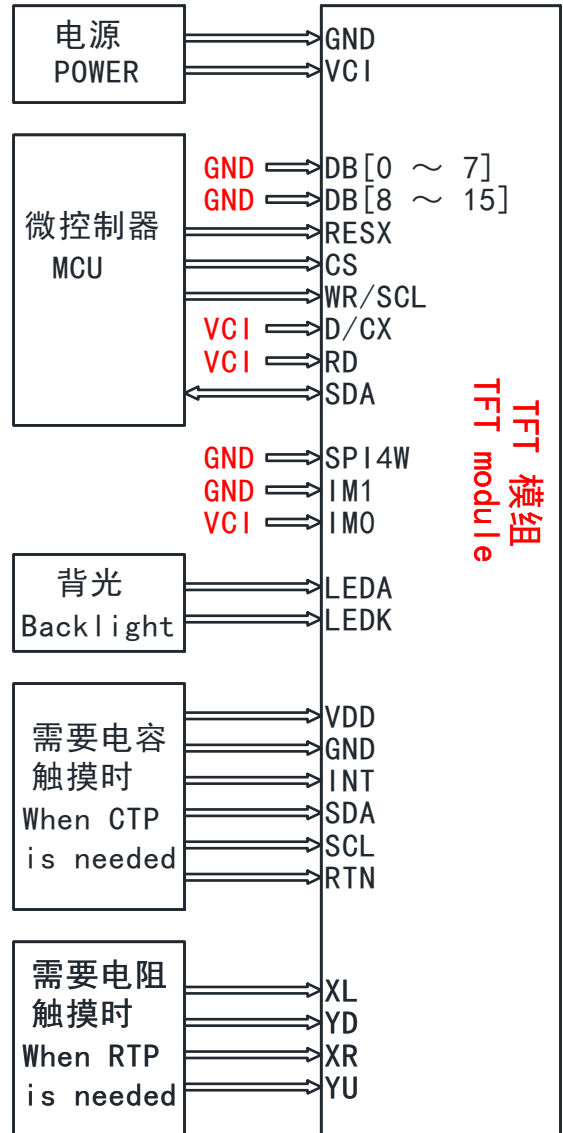 电源
POWER
GND
VCI
微控制器
MCU
GND
DB[0 ～ 7]
GND
DB[8 ～ 15]
RESX
CS
WR/SCL
VCI
D/CX
VCI
RD
SDA
GND
SPI4W
GND
IM1
VCI
IM0
TFT 模组
TFT module
背光
Backlight
LEDA
LEDK
需要电容
触摸时
When CTP
is needed
VDD
GND
INT
SDA
SCL
RTN
需要电阻
触摸时
When RTP
is needed
XL
YD
XR
YU